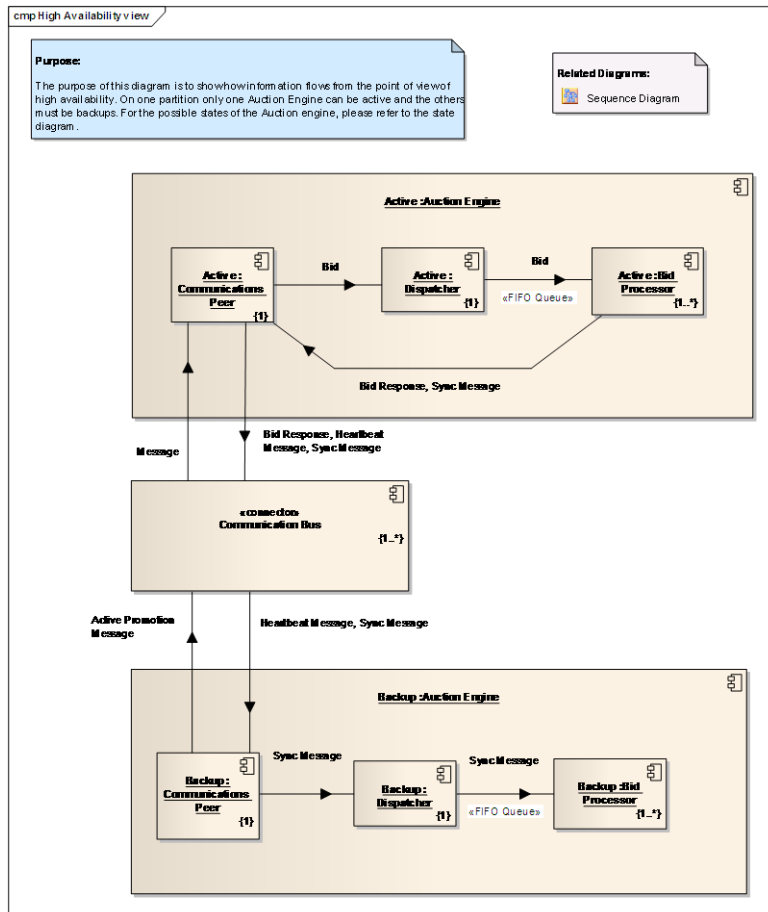 cmp High Availability view
Purpose:
The purpose of this diagram is to show how information flows from the point of view of
high availability. On one partition only one Auction Engine can be active and the others
must be backups. For the possible states of the Auction engine, please refer to the state
diagram.
Related Diagrams:
Sequence Diagram
Active :Auction Engine
Active :
Communications
Peer
{1}
Bid
Active :
Dispatcher
{1}
Bid
«FIFO Queue»
Active :Bid
Processor
{1..*}
Bid Response, Sync Message
Message
Bid Response, Heartbeat
Message, Sync Message
«connector»
Communication Bus
{1..*}
Active Promotion
Message
Heartbeat Message, Sync Message
Backup :Auction Engine
Backup :
Communications
Peer
{1}
Sync Message
Backup :
Dispatcher
{1}
Sync Message
«FIFO Queue»
Backup :Bid
Processor
{1..*}